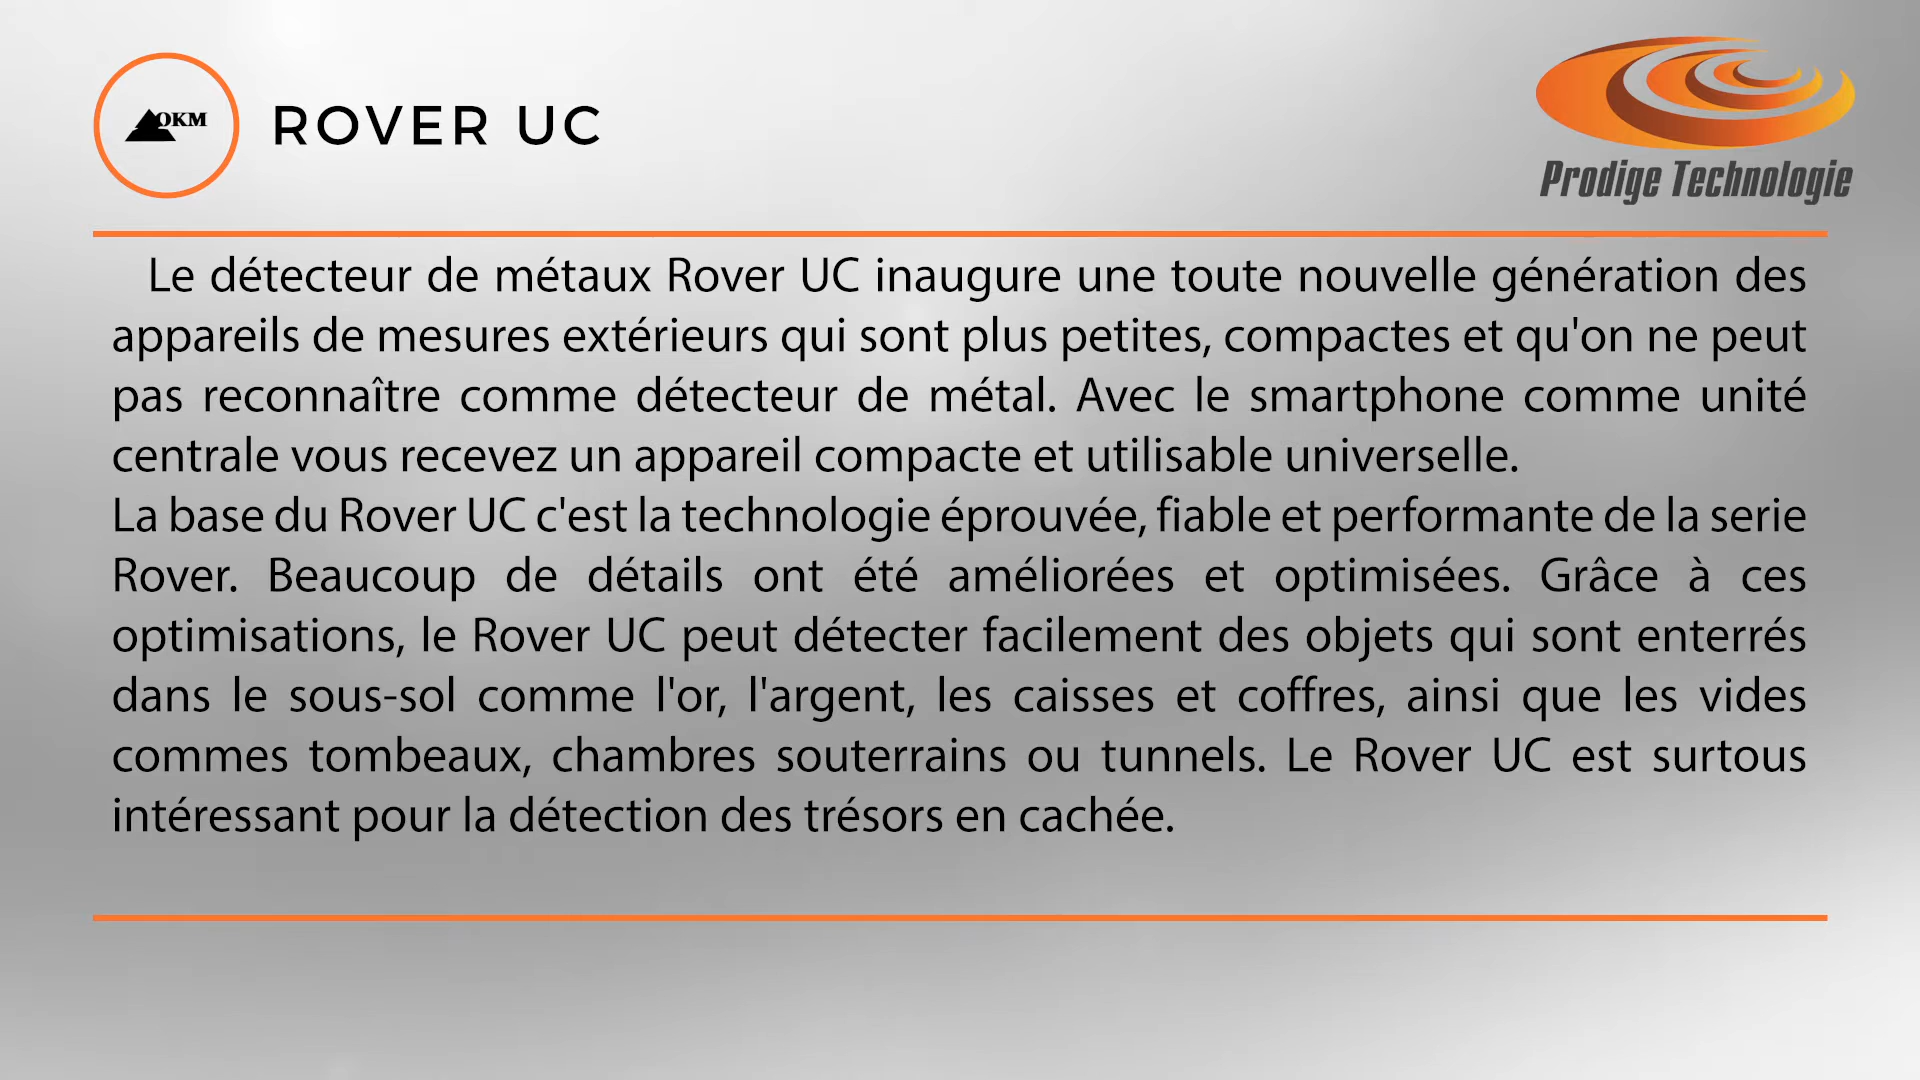 OKM
ROVER UC
Prodige Technologie
Le détecteur de métaux Rover UC inaugure une toute nouvelle génération des
appareils de mesures extérieurs qui sont plus petites, compactes et qu'on ne peut
pas reconnaître comme détecteur de métal. Avec le smartphone comme unité
centrale vous recevez un appareil compacte et utilisable universelle.
La base du Rover UC c'est la technologie éprouvée, fiable et performante de la serie
Rover. Beaucoup de détails ont été améliorées et optimisées. Grâce à ces
optimisations, le Rover UC peut détecter facilement des objets qui sont enterrés
dans le sous-sol comme l'or, l'argent, les caisses et coffres, ainsi que les vides
commes tombeaux, chambres souterrains ou tunnels. Le Rover UC est surtous
intéressant pour la détection des trésors en cachée.